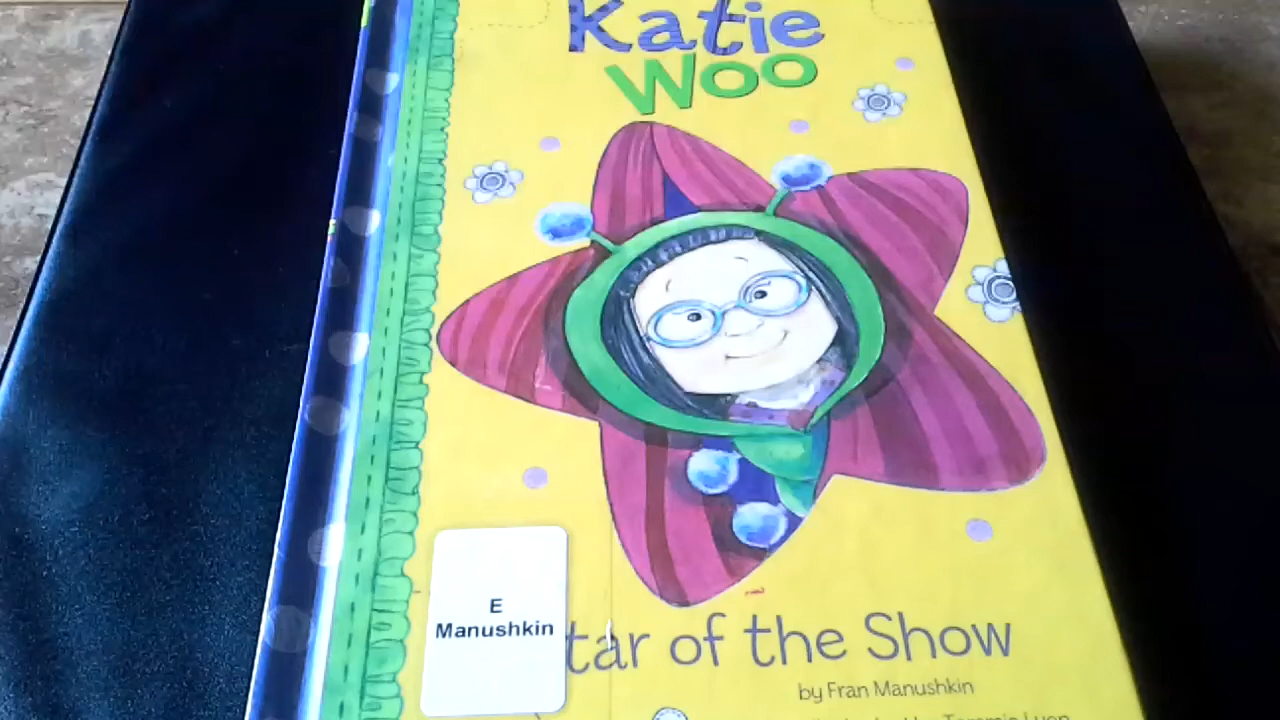 Katie
Woo
E
Manushkin
tar of the Show
by Fran Manushkin